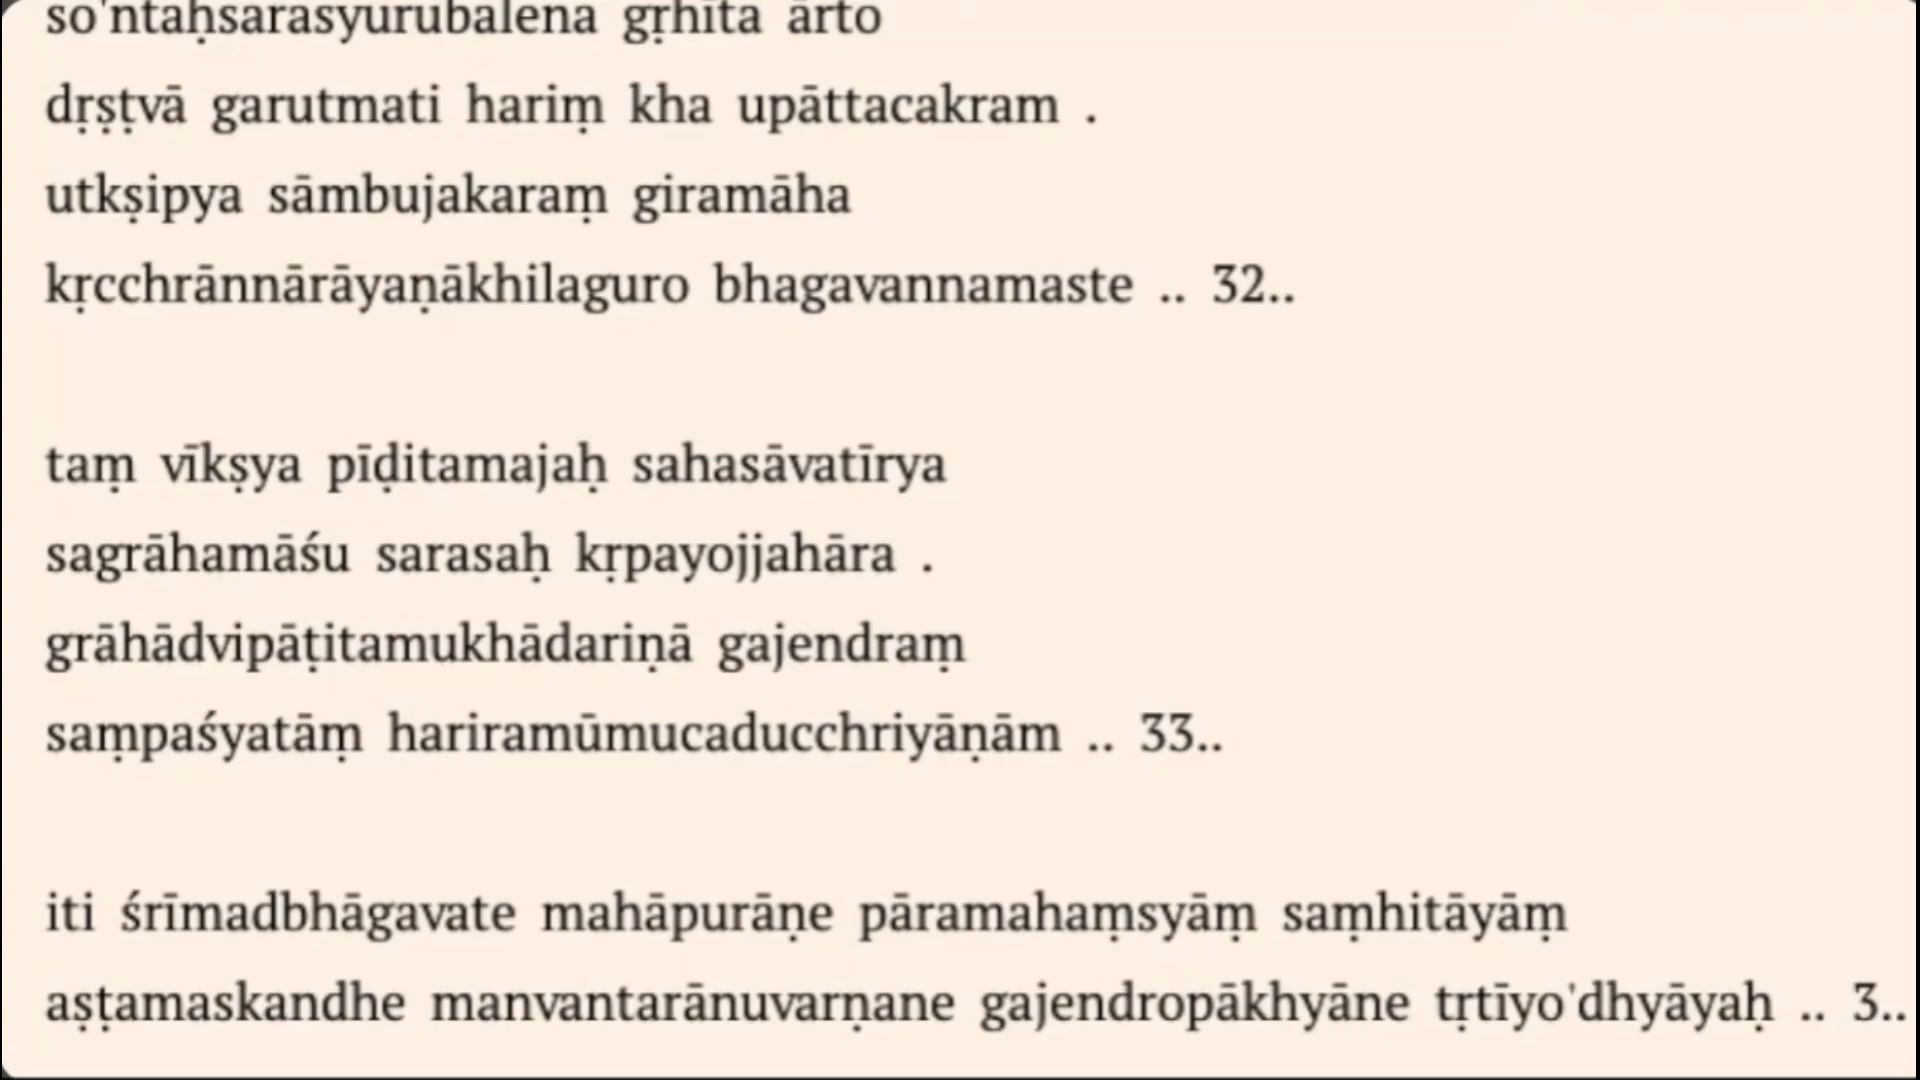 so'ntaḥsarasyurubalena gṛhīta ārto
dṛṣṭvā garutmati hariṃ kha upāttacakram .
utkṣipya sāmbujakaraṃ giramāha
kṛcchrānnārāyaṇākhilaguro bhagavannamaste .. 32..
taṃ vīkṣya pīḍitamajaḥ sahasāvatīrya
sagrāhamāśu sarasaḥ kṛpayojjahāra .
grāhādvipāṭitamukhādariṇā gajendraṃ
saṃpaśyatāṃ hariramūmucaducchriyāṇām .. 33..
iti śrīmadbhāgavate mahāpurāṇe pāramahaṃsyāṃ saṃhitāyāṃ
aṣṭamaskandhe manvantarānuvarṇane gajendropākhyāne tṛtīyo'dhyāyaḥ .. 3..